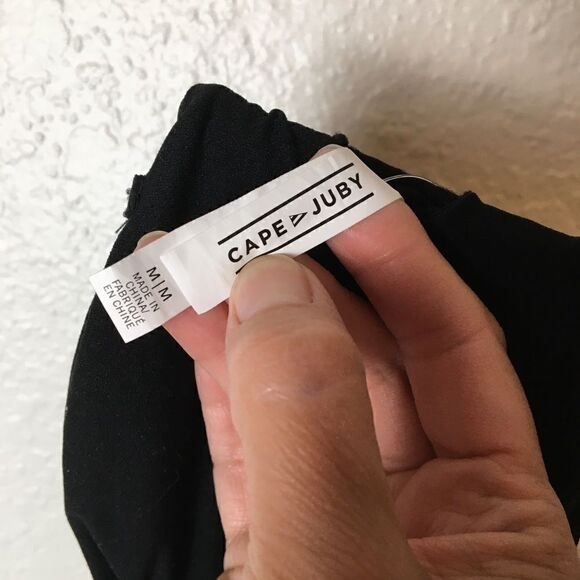 CAPE JUBY
M|M
MADE IN
CHINA/
FABRIQUÉ
EN CHINE